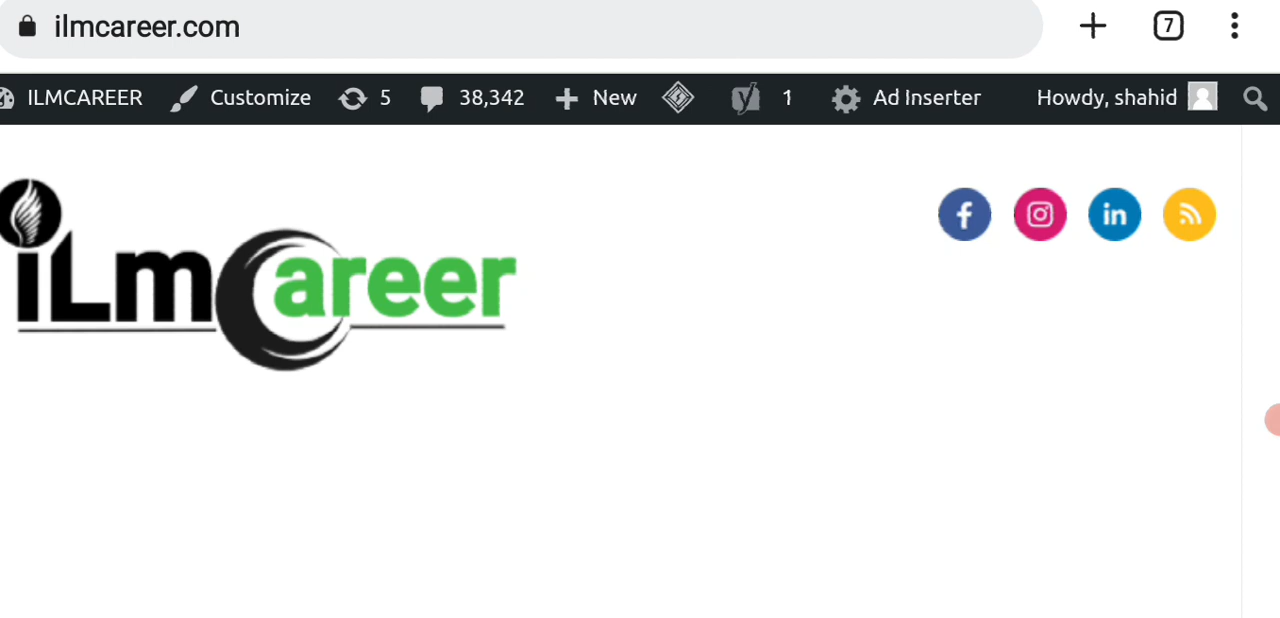 ilmcareer.com 7
ILMCAREER Customize 5 38,342 New 1 Ad Inserter Howdy, shahid
iLmCareer